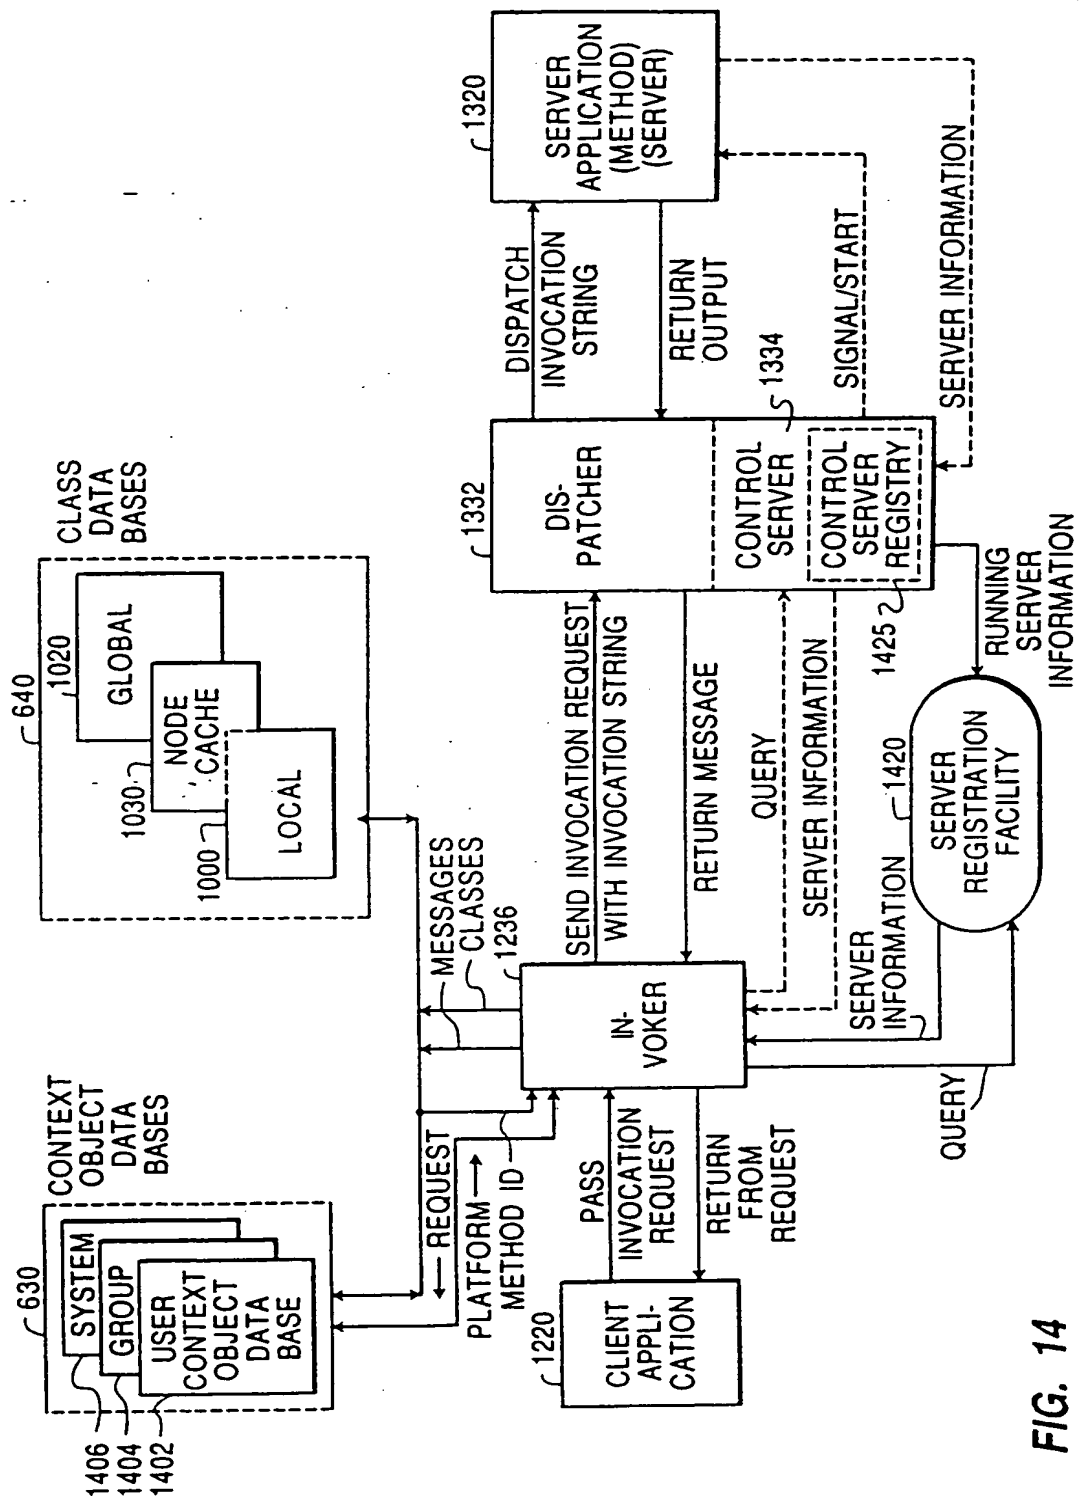 CONTEXT
OBJECT
DATA
BASES
630
SYSTEM
GROUP
USER
CONTEXT
OBJECT
DATA
BASE
1406
1404
1402
CLASS
DATA
BASES
640
1020
GLOBAL
1030
NODE
CACHE
1000
LOCAL
MESSAGES
CLASSES
REQUEST
PLATFORM
METHOD ID
1220
CLIENT
APPLI-
CATION
PASS
INVOCATION
REQUEST
RETURN
FROM
REQUEST
1236
IN-
VOKER
SEND INVOCATION REQUEST
WITH INVOCATION STRING
RETURN MESSAGE
QUERY
SERVER INFORMATION
SERVER
INFORMATION
QUERY
1332
DIS-
PATCHER
CONTROL
SERVER
1334
CONTROL
SERVER
REGISTRY
1425
DISPATCH
INVOCATION
STRING
RETURN
OUTPUT
SIGNAL/START
SERVER INFORMATION
1320
SERVER
APPLICATION
(METHOD)
(SERVER)
RUNNING
SERVER
INFORMATION
1420
SERVER
REGISTRATION
FACILITY
FIG. 14